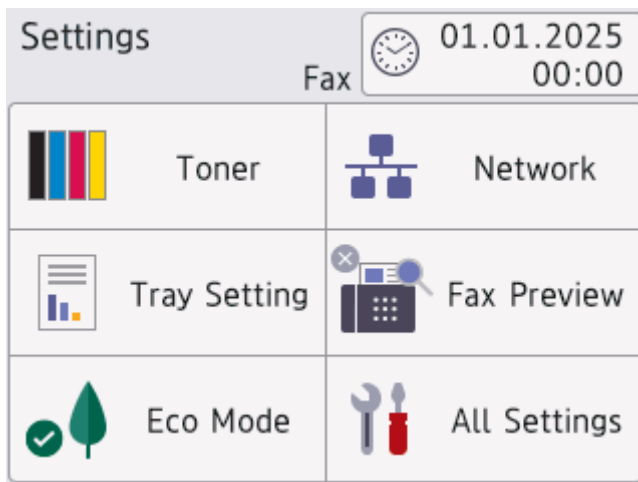 Settings
Fax
01.01.2025
00:00
Toner
Network
Tray Setting
Fax Preview
Eco Mode
All Settings